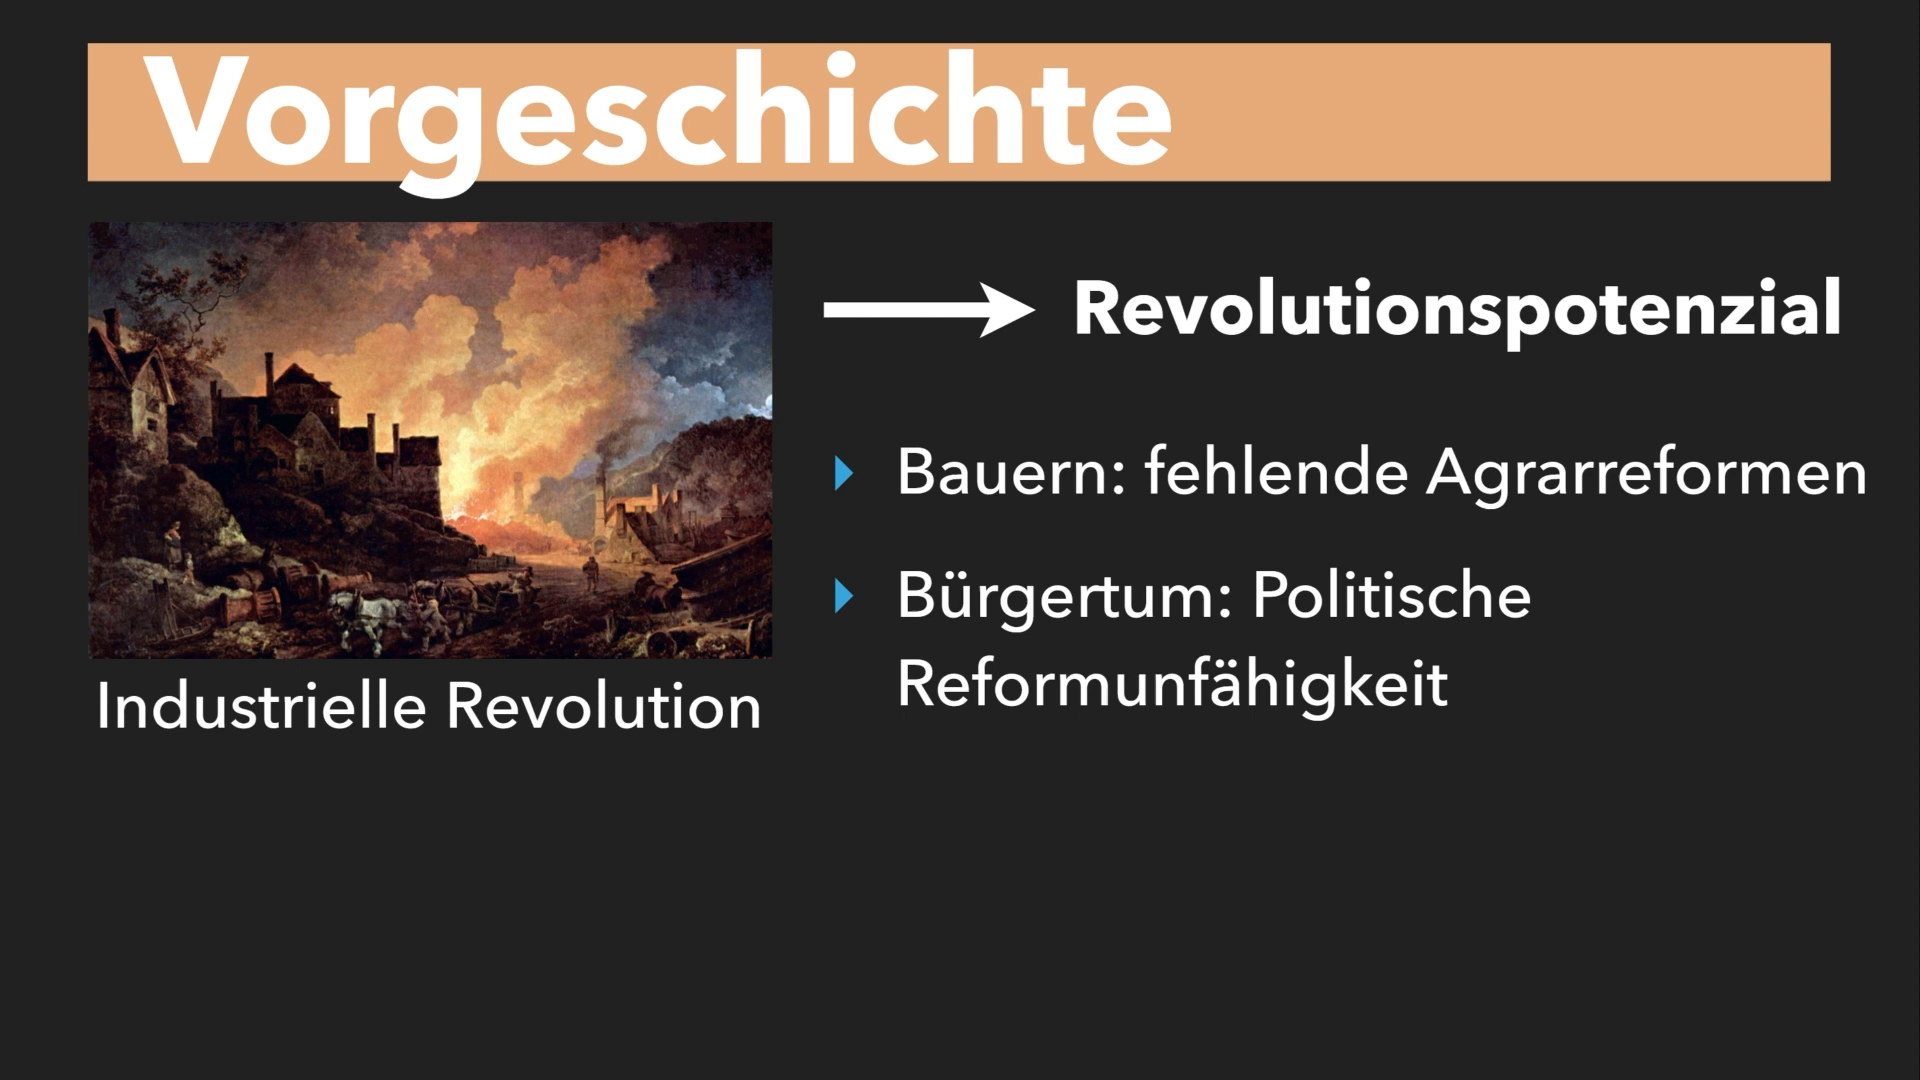 Vorgeschichte
Revolutionspotenzial
Bauern: fehlende Agrarreformen
Bürgertum: Politische
Reformunfähigkeit
Industrielle Revolution